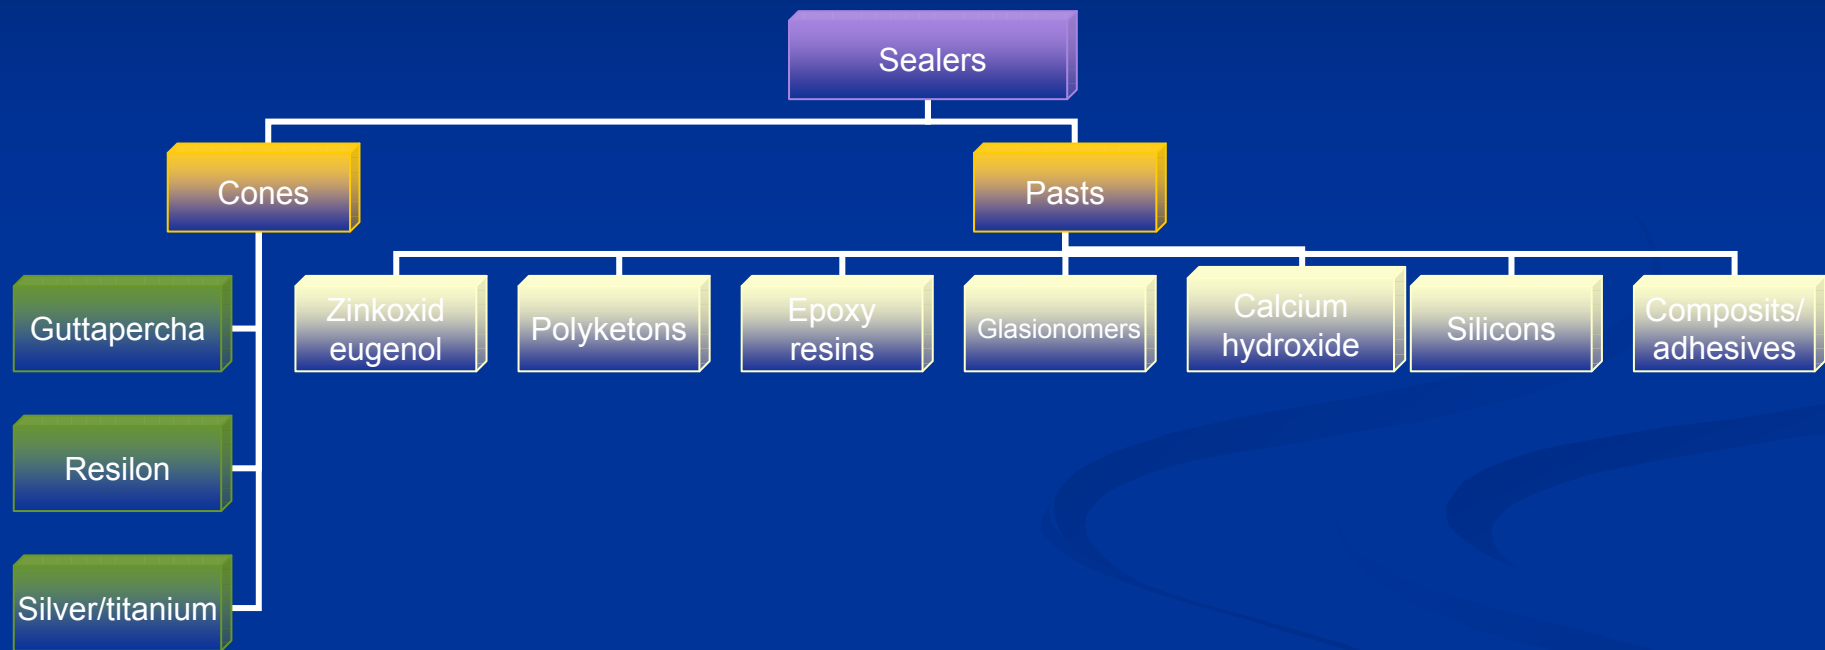 Sealers
Cones
Pasts
Guttapercha
Resilon
Silver/titanium
Zinkoxid
eugenol
Polyketons
Epoxy
resins
Glasionomers
Calcium
hydroxide
Silicons
Composits/
adhesives